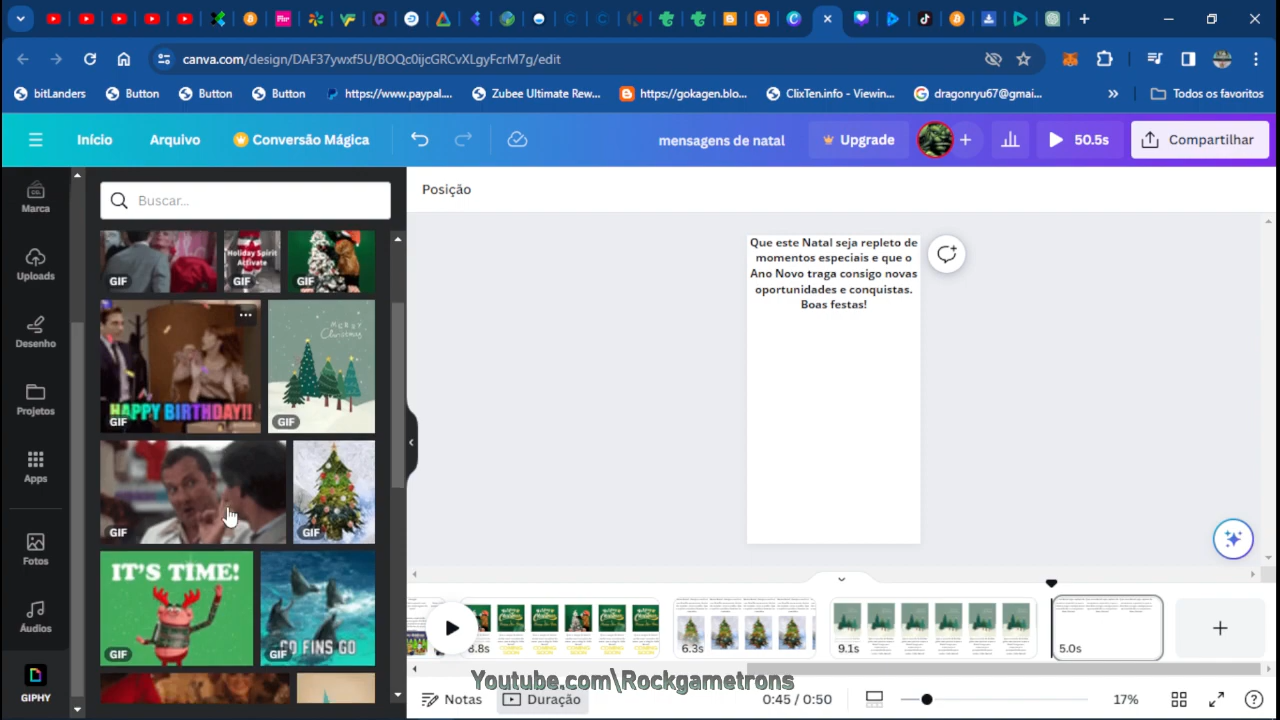 canva.com/design/DAF37ywxf5U/BOQc0ijcGRCvXLgyFcrM7g/edit
bitLanders
Button
Button
Button
https://www.paypal....
Zubee Ultimate Rew...
https://gokagen.blo...
ClixTen.info - Viewin...
dragonryu67@gmai...
»
Todos os favoritos
Início
Arquivo
Conversão Mágica
mensagens de natal
Upgrade
50.5s
Compartilhar
Marca
Uploads
Desenho
Projetos
Apps
Fotos
Áudios
GIPHY
Buscar...
GIF
Holiday Spirit
Activate
GIF
GIF
HAPPY BIRTHDAY!!
GIF
MERRY
Christmas
GIF
GIF
GIF
IT'S TIME!
GIF
GO FINS GO
GIF
Posição
Que este Natal seja repleto de
momentos especiais e que o
Ano Novo traga consigo novas
oportunidades e conquistas.
Boas festas!
8.8s
6.3s
9.1s
5.0s
Youtube.com\Rockgametrons
Notas
Duração
0:45 / 0:50
17%